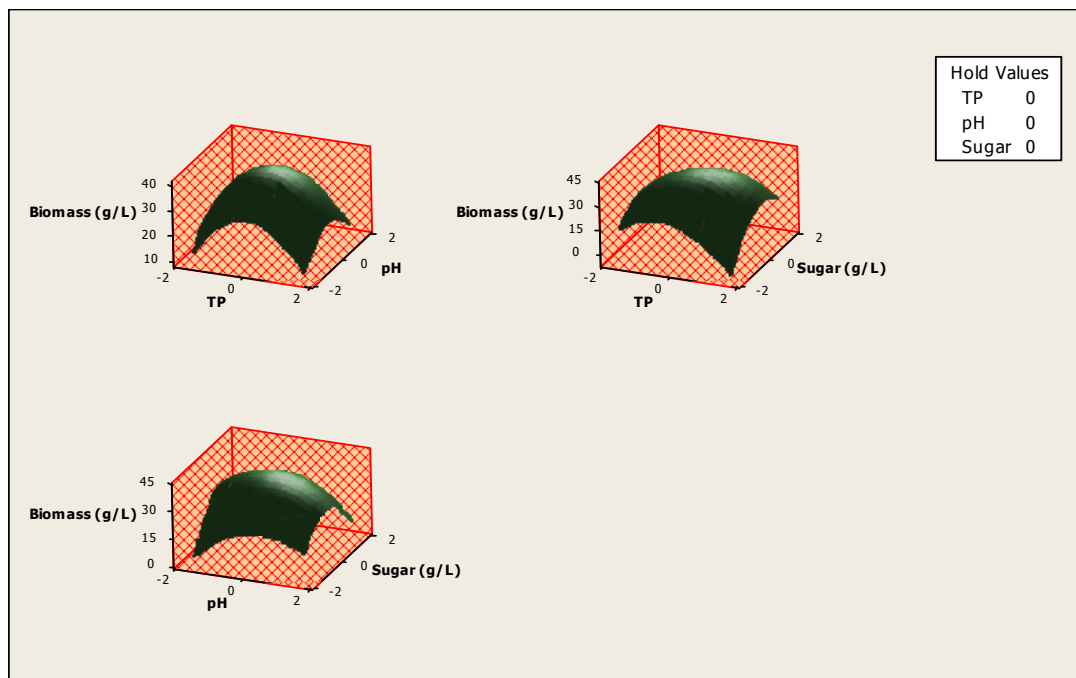 Hold Values
TP 0
pH 0
Sugar 0
40
30
20
10
Biomass (g/L)
-2
0
2
TP
-2
0
2
pH
45
30
15
0
Biomass (g/L)
-2
0
2
TP
-2
0
2
Sugar (g/L)
45
30
15
0
Biomass (g/L)
-2
0
2
pH
-2
0
2
Sugar (g/L)